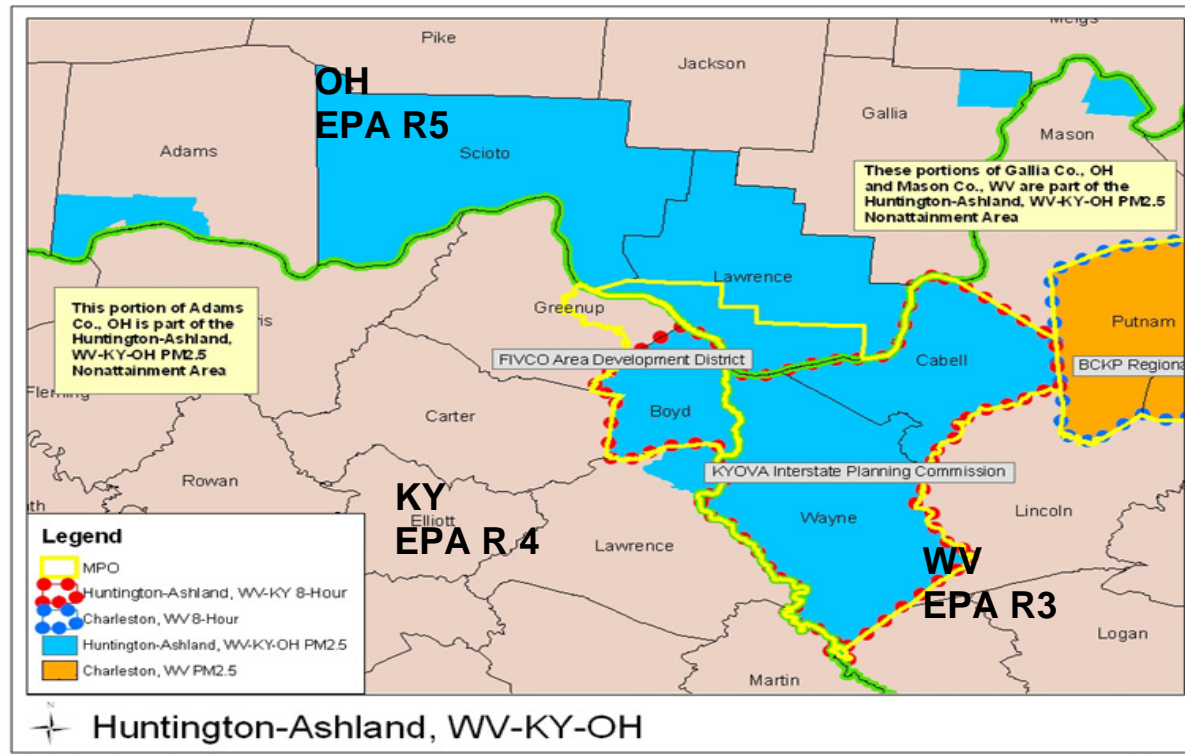 Pike
Meigs
Jackson
OH
EPA R5
Gallia
Mason
Adams
Scioto
These portions of Gallia Co., OH
and Mason Co., WV are part of the
Huntington-Ashland, WV-KY-OH PM2.5
Nonattainment Area
Lawrence
This portion of Adams
Co., OH is part of the
Huntington-Ashland,
WV-KY-OH PM2.5
Nonattainment Area
Greenup
Putnam
FIVCO Area Development District
Cabell
BCKP Regiona
Fleming
Carter
Boyd
KYOVA Interstate Planning Commission
Rowan
KY
Elliott
EPA R 4
Wayne
Lincoln
Lawrence
WV
EPA R3
Logan
Martin
Legend
MPO
Huntington-Ashland, WV-KY 8-Hour
Charleston, WV 8-Hour
Huntington-Ashland, WV-KY-OH PM2.5
Charleston, WV PM2.5
Huntington-Ashland, WV-KY-OH